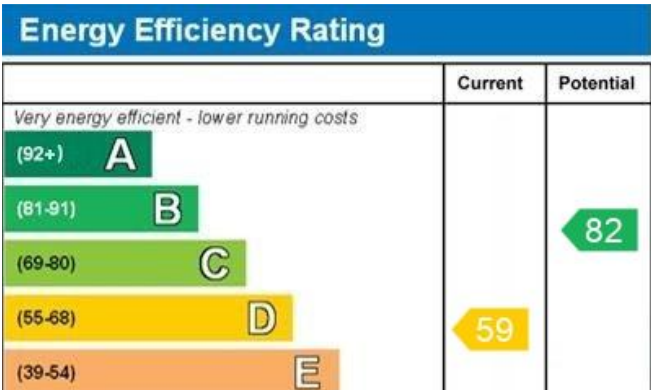 Energy Efficiency Rating
Current Potential
Very energy efficient - lower running costs
(92+) A
(81-91) B
82
(69-80) C
(55-68) D
59
(39-54) E